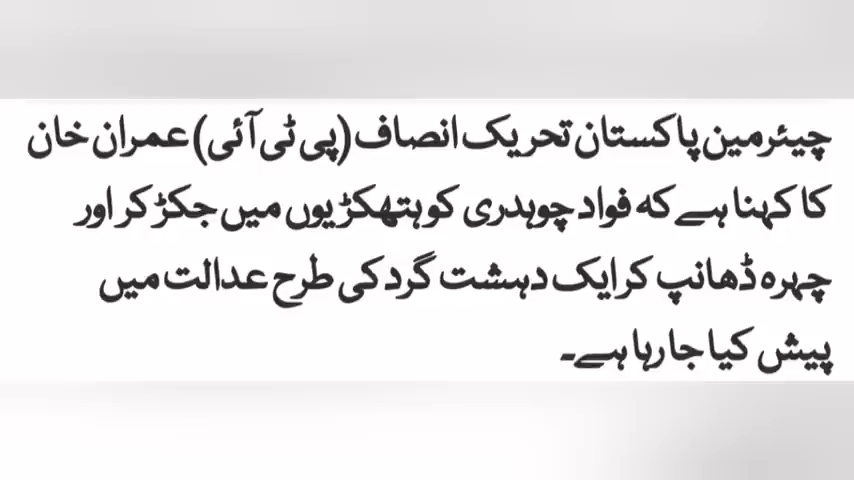 چیئرمین پاکستان تحریک انصاف (پی ٹی آئی) عمران خان
کا کہنا ہے کہ فواد چوہدری کو ہتھکڑیوں میں جکڑ کر اور
چہرہ ڈھانپ کر ایک دہشت گرد کی طرح عدالت میں
پیش کیا جا رہا ہے۔